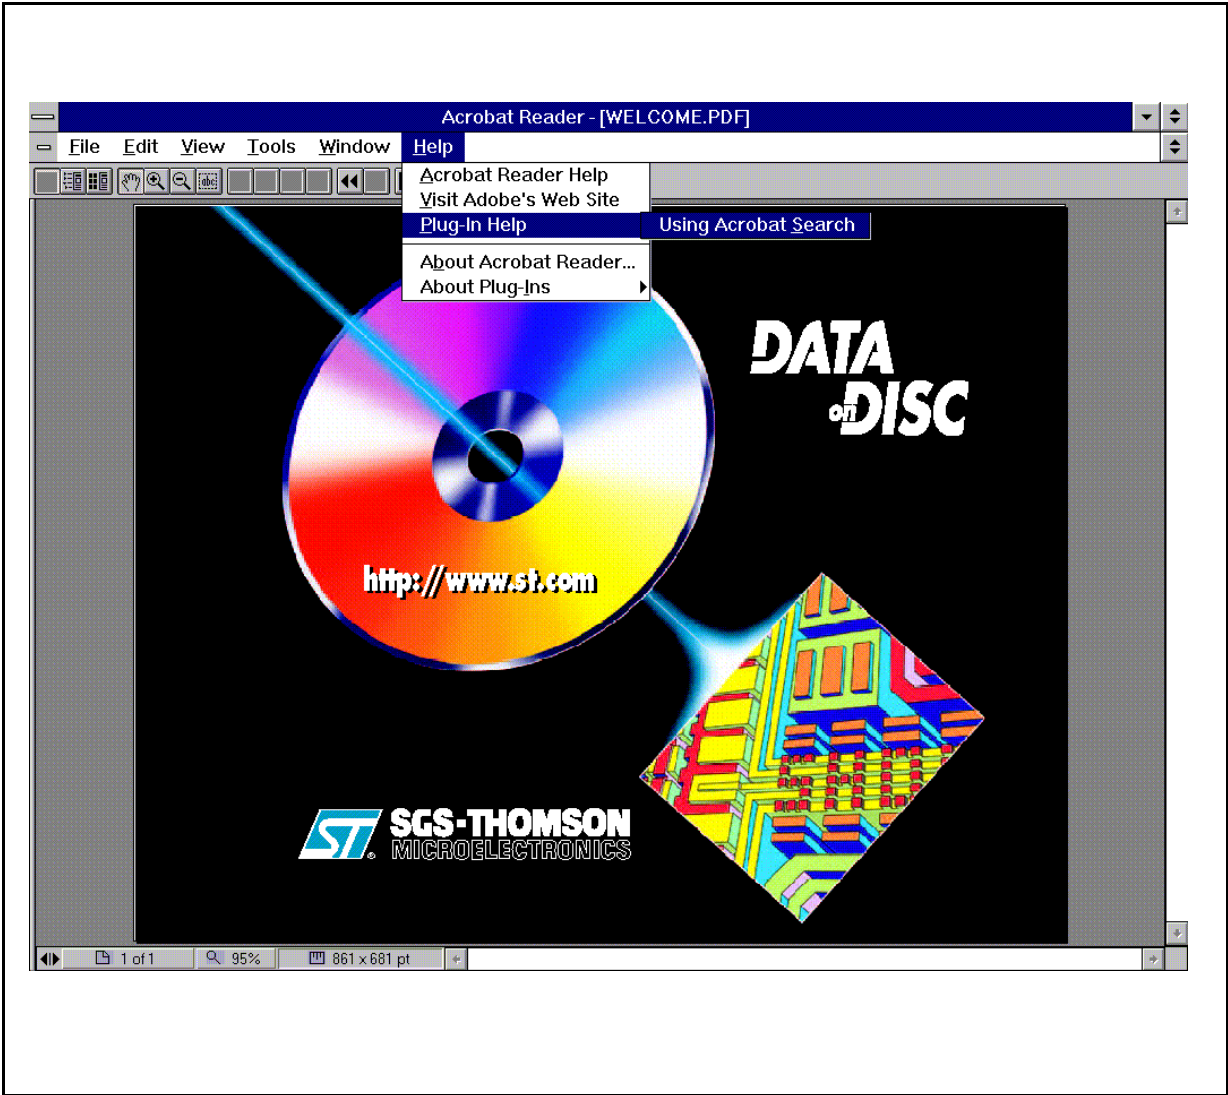 Acrobat Reader - [WELCOME.PDF]
File Edit View Tools Window Help
abc
Acrobat Reader Help
Visit Adobe's Web Site
Plug-In Help
Using Acrobat Search
About Acrobat Reader...
About Plug-Ins
DATA
on DISC
http://www.st.com
ST SGS-THOMSON
MICROELECTRONICS
1 of 1 95% 861 x 681 pt